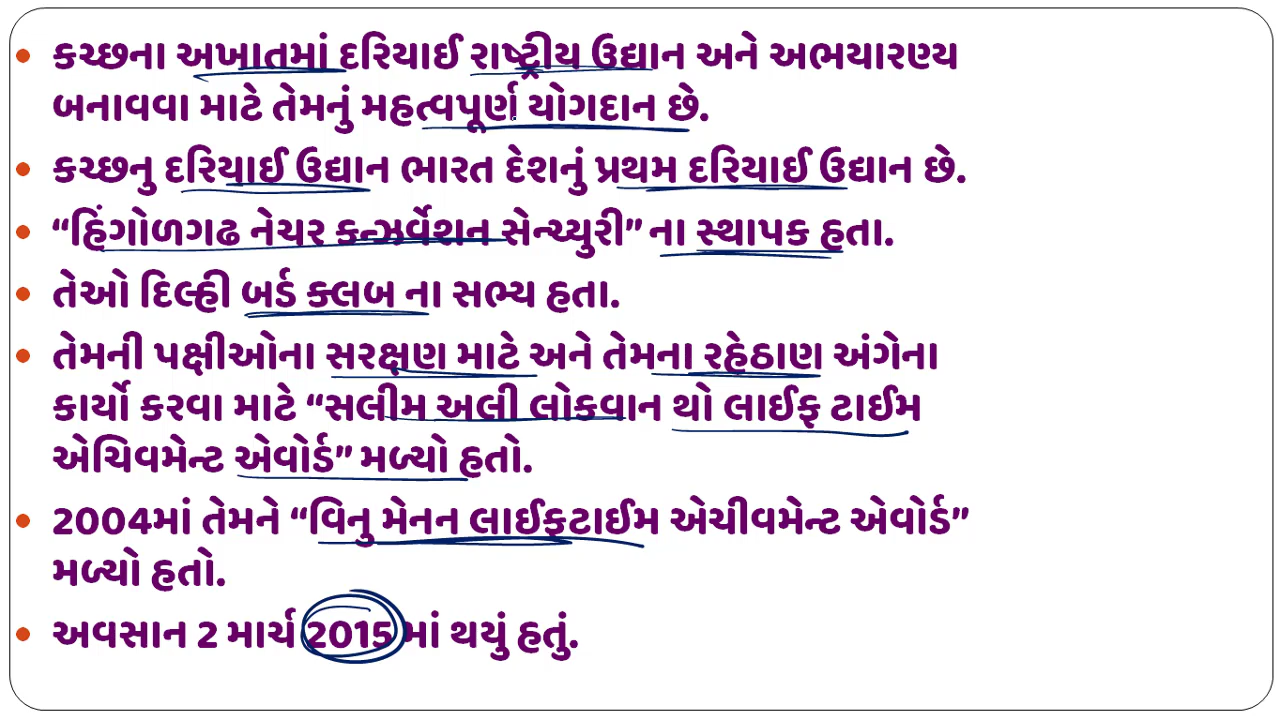 કચ્છના અખાતમાં દરિયાઈ રાષ્ટ્રીય ઉદ્યાન અને અભયારણ્ય
બનાવવા માટે તેમનું મહત્વપૂર્ણ યોગદાન છે.
કચ્છનુ દરિયાઈ ઉદ્યાન ભારત દેશનું પ્રથમ દરિયાઈ ઉદ્યાન છે.
“હિંગોળગઢ નેચર કન્ઝર્વેશન સેન્ચ્યુરી” ના સ્થાપક હતા.
તેઓ દિલ્હી બર્ડ ક્લબ ના સભ્ય હતા.
તેમની પક્ષીઓના સરક્ષણ માટે અને તેમના રહેઠાણ અંગેના
કાર્યો કરવા માટે “સલીમ અલી લોકવાન થો લાઈફ ટાઈમ
એચિવમેન્ટ એવોર્ડ” મળ્યો હતો.
2004માં તેમને “વિનુ મેનન લાઈફટાઈમ એચીવમેન્ટ એવોર્ડ”
મળ્યો હતો.
અવસાન 2 માર્ચ 2015 માં થયું હતું.